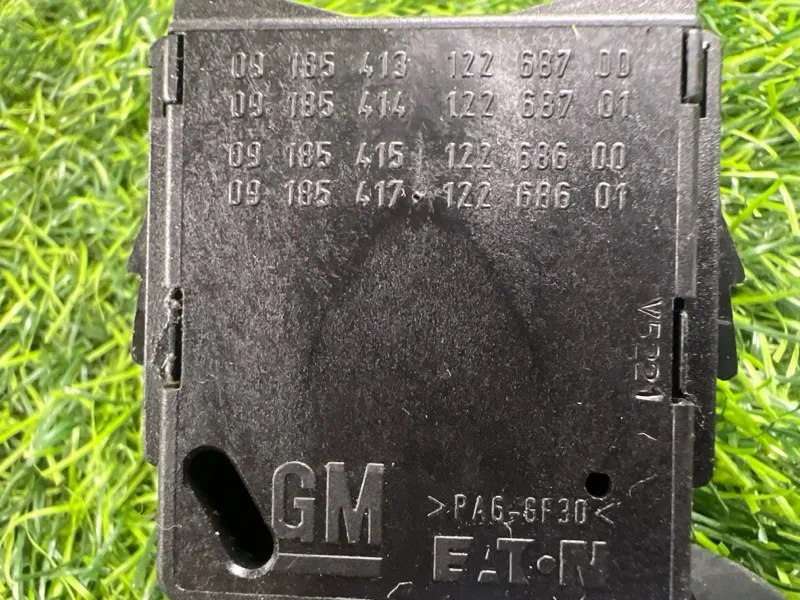 09 185 413 122 687 00
09 185 414 122 687 01
09 185 415 122 686 00
09 185 417 122 686 01
V5221
GM
>PA6-GF30<
EATON